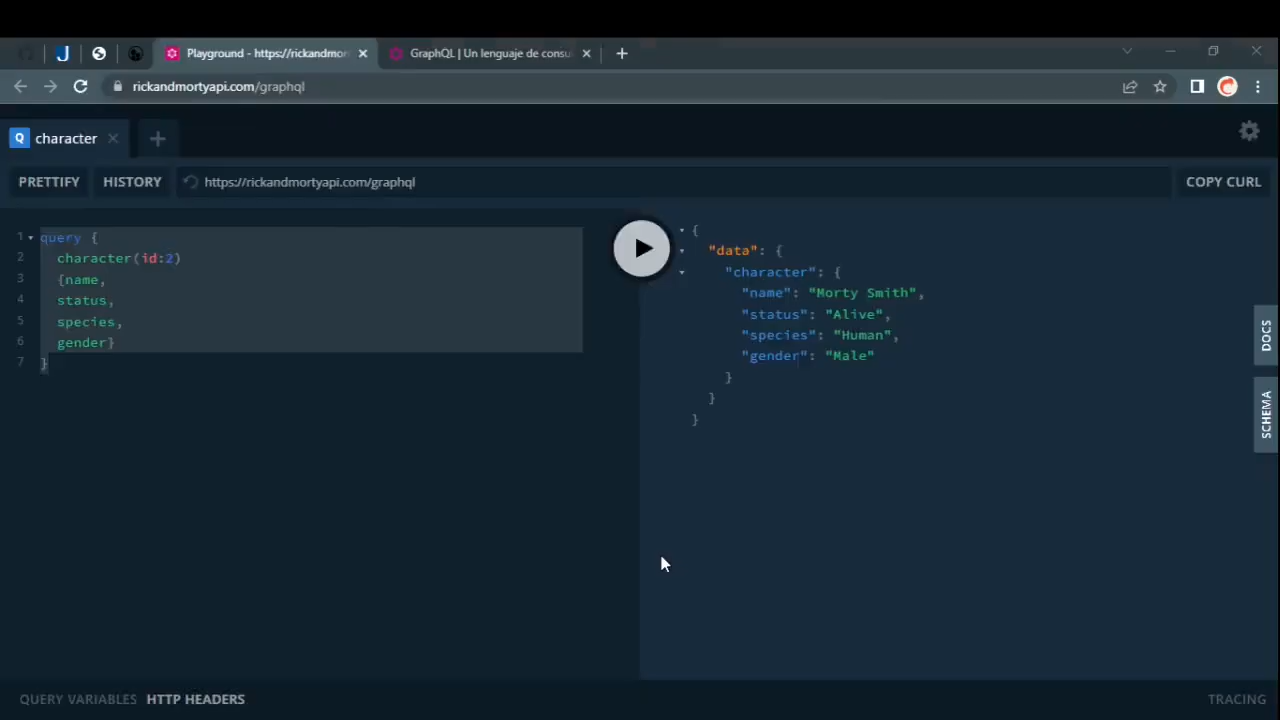 Playground - https://rickandmor
GraphQL | Un lenguaje de consu
rickandmortyapi.com/graphql
Q character
PRETTIFY HISTORY https://rickandmortyapi.com/graphql COPY CURL
1 query {
2 character(id:2)
3 {name,
4 status,
5 species,
6 gender}
7 }
{
"data": {
"character": {
"name": "Morty Smith",
"status": "Alive",
"species": "Human",
"gender": "Male"
}
}
}
DOCS
SCHEMA
QUERY VARIABLES HTTP HEADERS TRACING